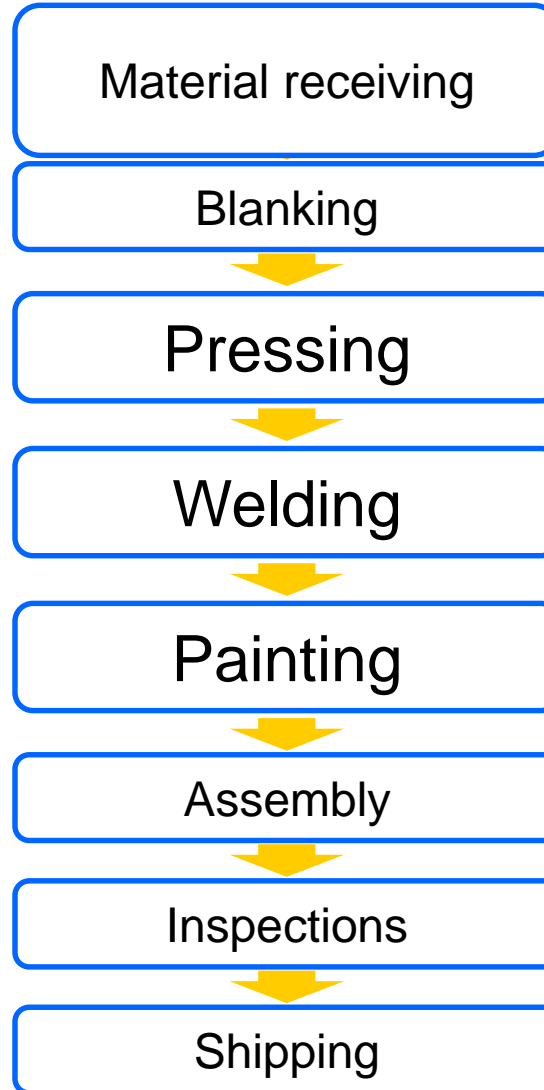 Material receiving
Blanking
Pressing
Welding
Painting
Assembly
Inspections
Shipping